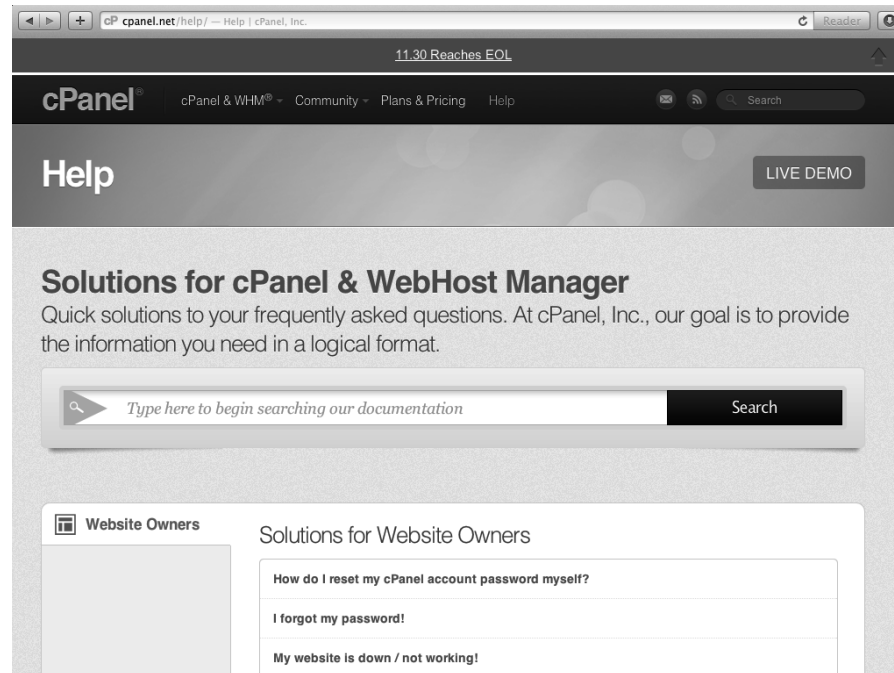 cP cpanel.net/help/ — Help | cPanel, Inc.
Reader
11.30 Reaches EOL
cPanel®
cPanel & WHM®
Community
Plans & Pricing
Help
Search
Help
LIVE DEMO
Solutions for cPanel & WebHost Manager
Quick solutions to your frequently asked questions. At cPanel, Inc., our goal is to provide
the information you need in a logical format.
Type here to begin searching our documentation
Search
Website Owners
Solutions for Website Owners
How do I reset my cPanel account password myself?
I forgot my password!
My website is down / not working!